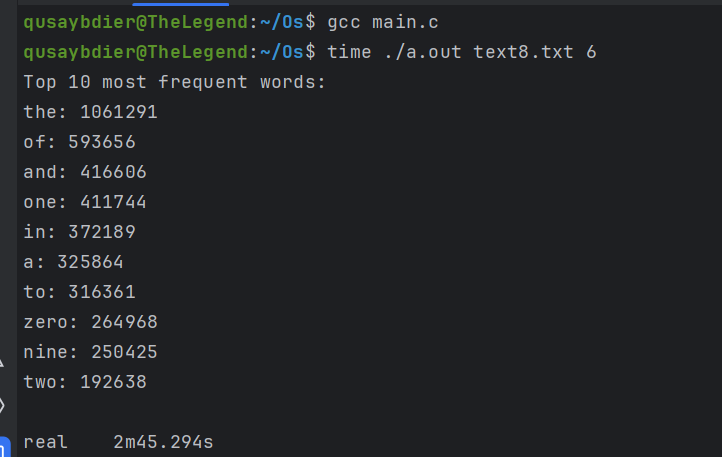 qusaybdier@TheLegend:~/Os$ gcc main.c
qusaybdier@TheLegend:~/Os$ time ./a.out text8.txt 6
Top 10 most frequent words:
the: 1061291
of: 593656
and: 416606
one: 411744
in: 372189
a: 325864
to: 316361
zero: 264968
nine: 250425
two: 192638
real    2m45.294s